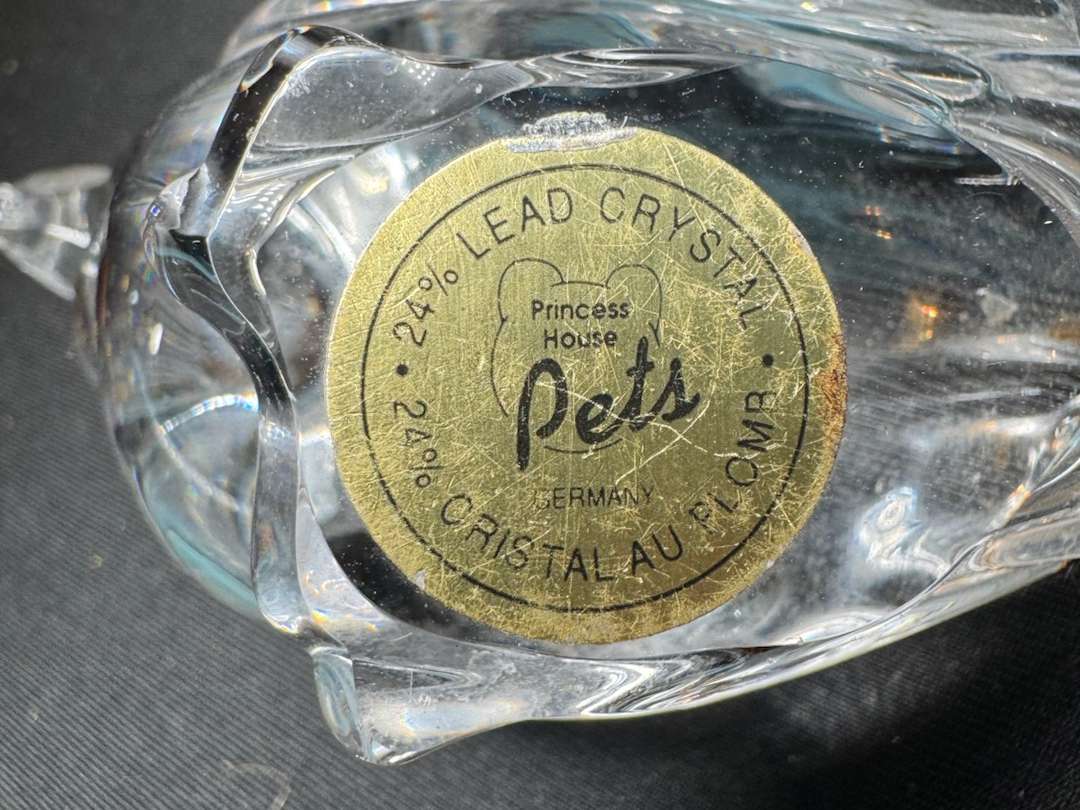 24% LEAD CRYSTAL
Princess
House
Pets
GERMANY
24% CRISTAL AU PLOMB